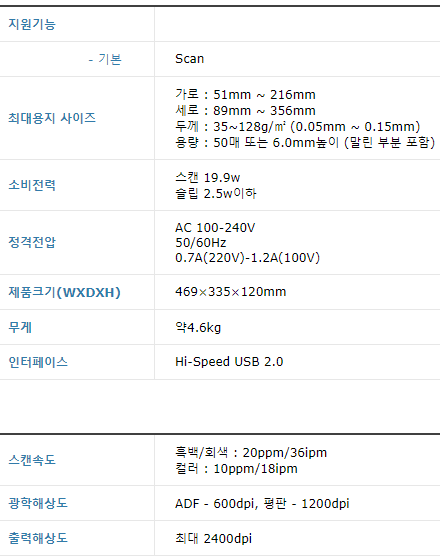 지원기능
- 기본 Scan
최대용지 사이즈
가로 : 51mm ~ 216mm
세로 : 89mm ~ 356mm
두께 : 35~128g/㎡ (0.05mm ~ 0.15mm)
용량 : 50매 또는 6.0mm높이 (말린 부분 포함)
소비전력
스캔 19.9w
슬립 2.5w이하
정격전압
AC 100-240V
50/60Hz
0.7A(220V)-1.2A(100V)
제품크기(WXDXH) 469×335×120mm
무게 약4.6kg
인터페이스 Hi-Speed USB 2.0
스캔속도
흑백/회색 : 20ppm/36ipm
컬러 : 10ppm/18ipm
광학해상도 ADF - 600dpi, 평판 - 1200dpi
출력해상도 최대 2400dpi